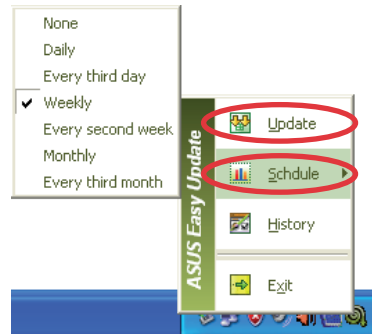 None
Daily
Every third day
Weekly
Every second week
Monthly
Every third month
ASUS Easy Update
Update
Schdule
History
Exit